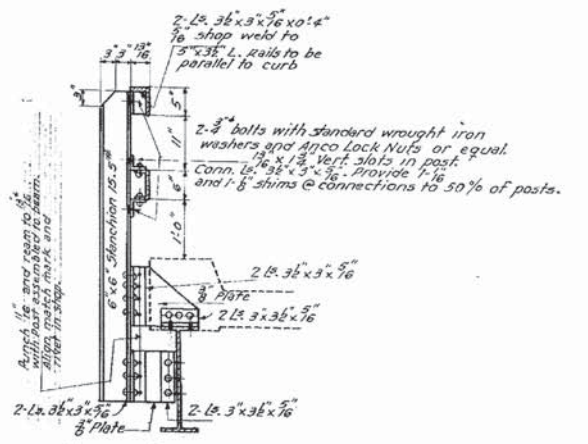 2-Ls. 3½"x3"x5/16"x0'-4"
5/16" shop weld to
5"x3½" L. Rails to be
parallel to curb
3" 3" 13/16"
3"
5"
11"
6"
1'-0"
2-¾"ᶲ bolts with standard wrought iron
washers and Anco Lock Nuts or equal.
13/16" x 1¾" Vert. slots in post.
Conn. Ls. 3½"x3"x5/16". Provide 1-1/16"
and 1-⅛" shims @ connections to 50% of posts.
6"x6" Stanchion 15.5#
Punch 11/16" and ream to 13/16"
with Post assembled to beam.
Align, match mark and
rivet in shop.
2 Ls. 3½"x3"x5/16"
⅜" Plate
2 Ls. 3"x3½"x5/16"
2-Ls. 3½"x3"x5/16"
⅜" Plate
2-Ls. 3"x3½"x5/16"